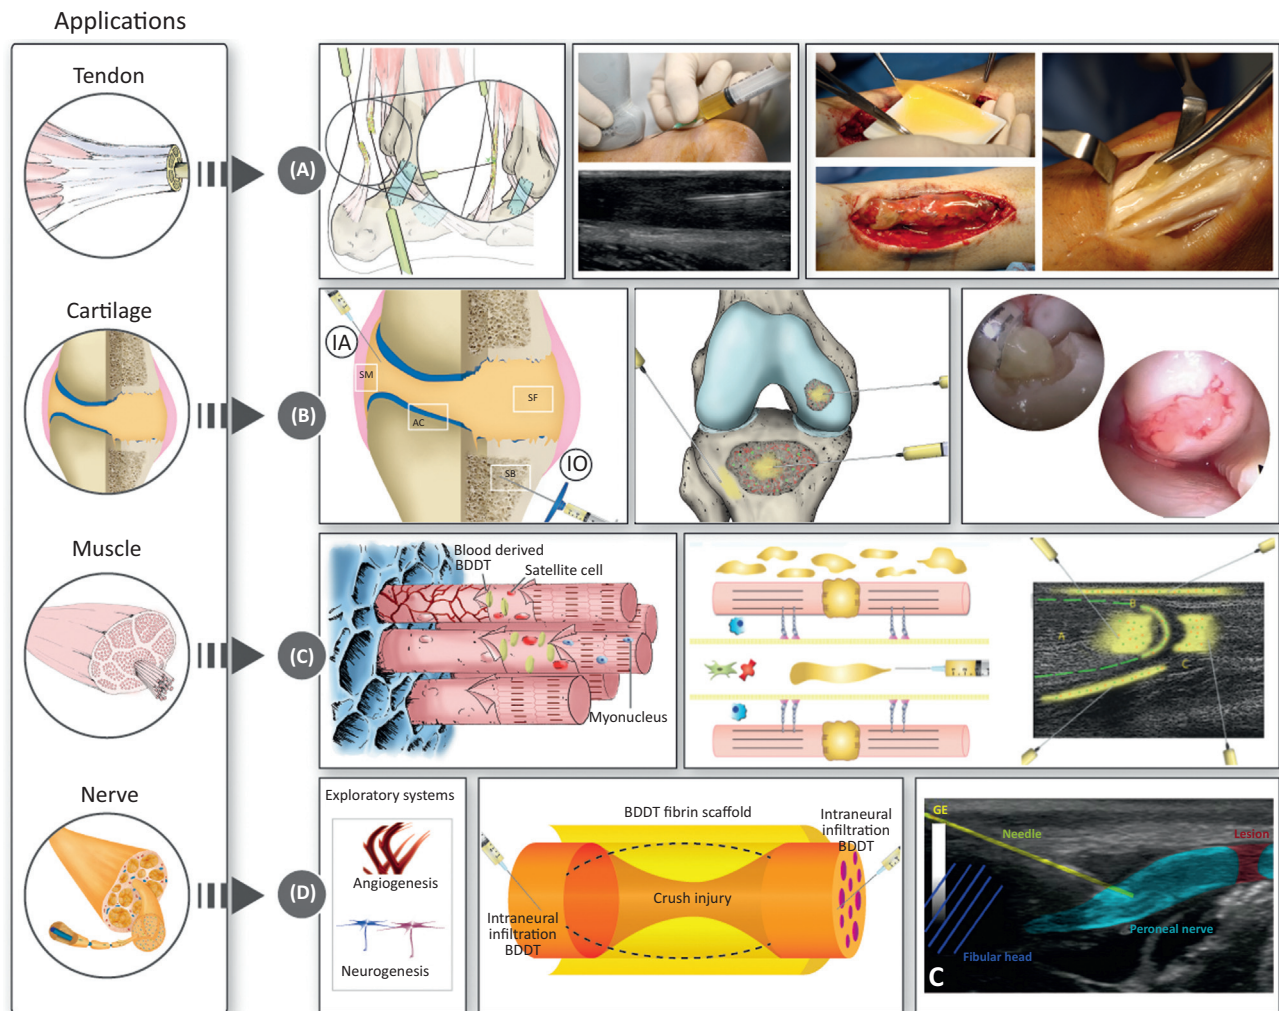 Applications
Tendon
(A)
Cartilage
(B)
IA
SM
AC
SF
SB
IO
Muscle
(C)
Blood derived
BDDT
Satellite cell
Myonucleus
A
B
C
Nerve
(D)
Exploratory systems
Angiogenesis
Neurogenesis
BDDT fibrin scaffold
Intraneural
infiltration
BDDT
Crush injury
Intraneural
infiltration
BDDT
GE
Needle
Lesion
Peroneal nerve
Fibular head
C